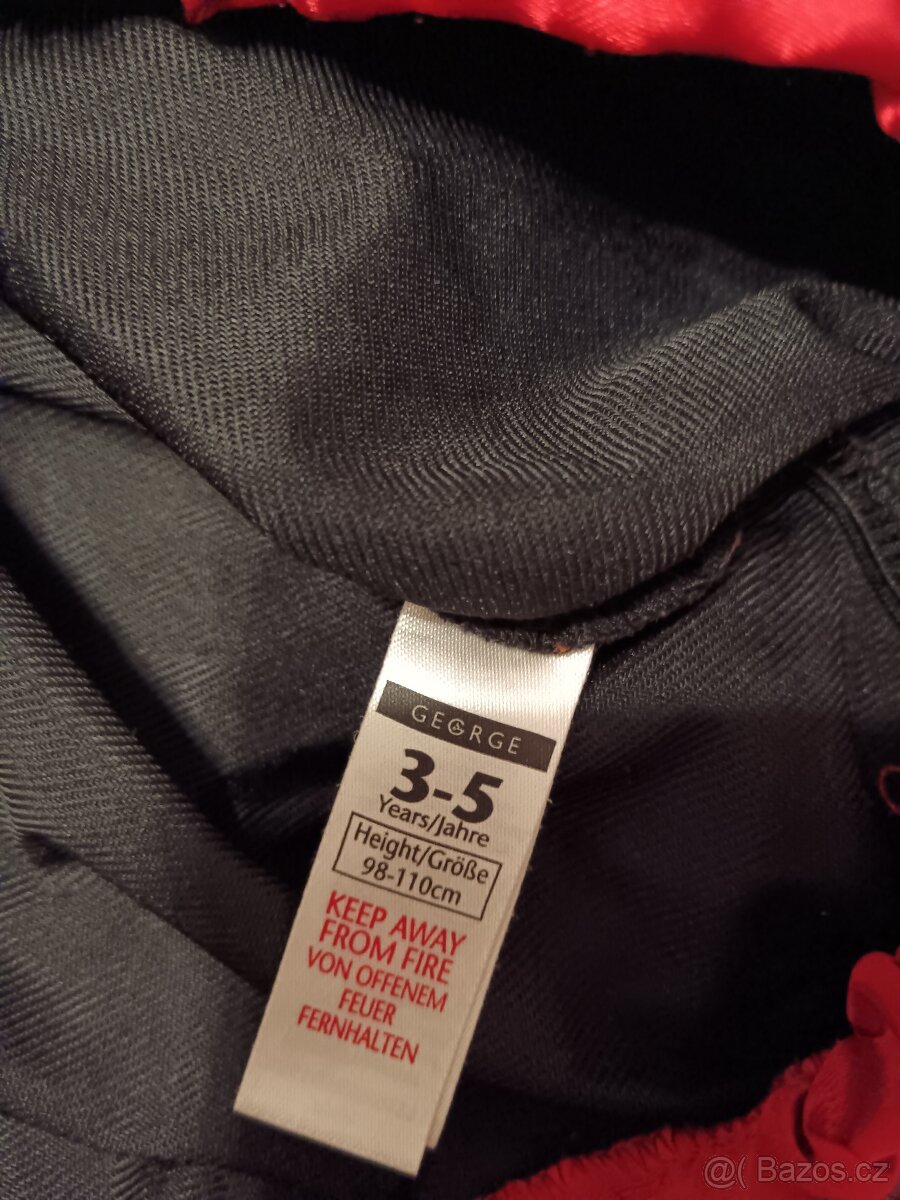 GEORGE
3-5
Years/Jahre
Height/Größe
98-110cm
KEEP AWAY
FROM FIRE
VON OFFENEM
FEUER
FERNHALTEN
@( Bazos.cz